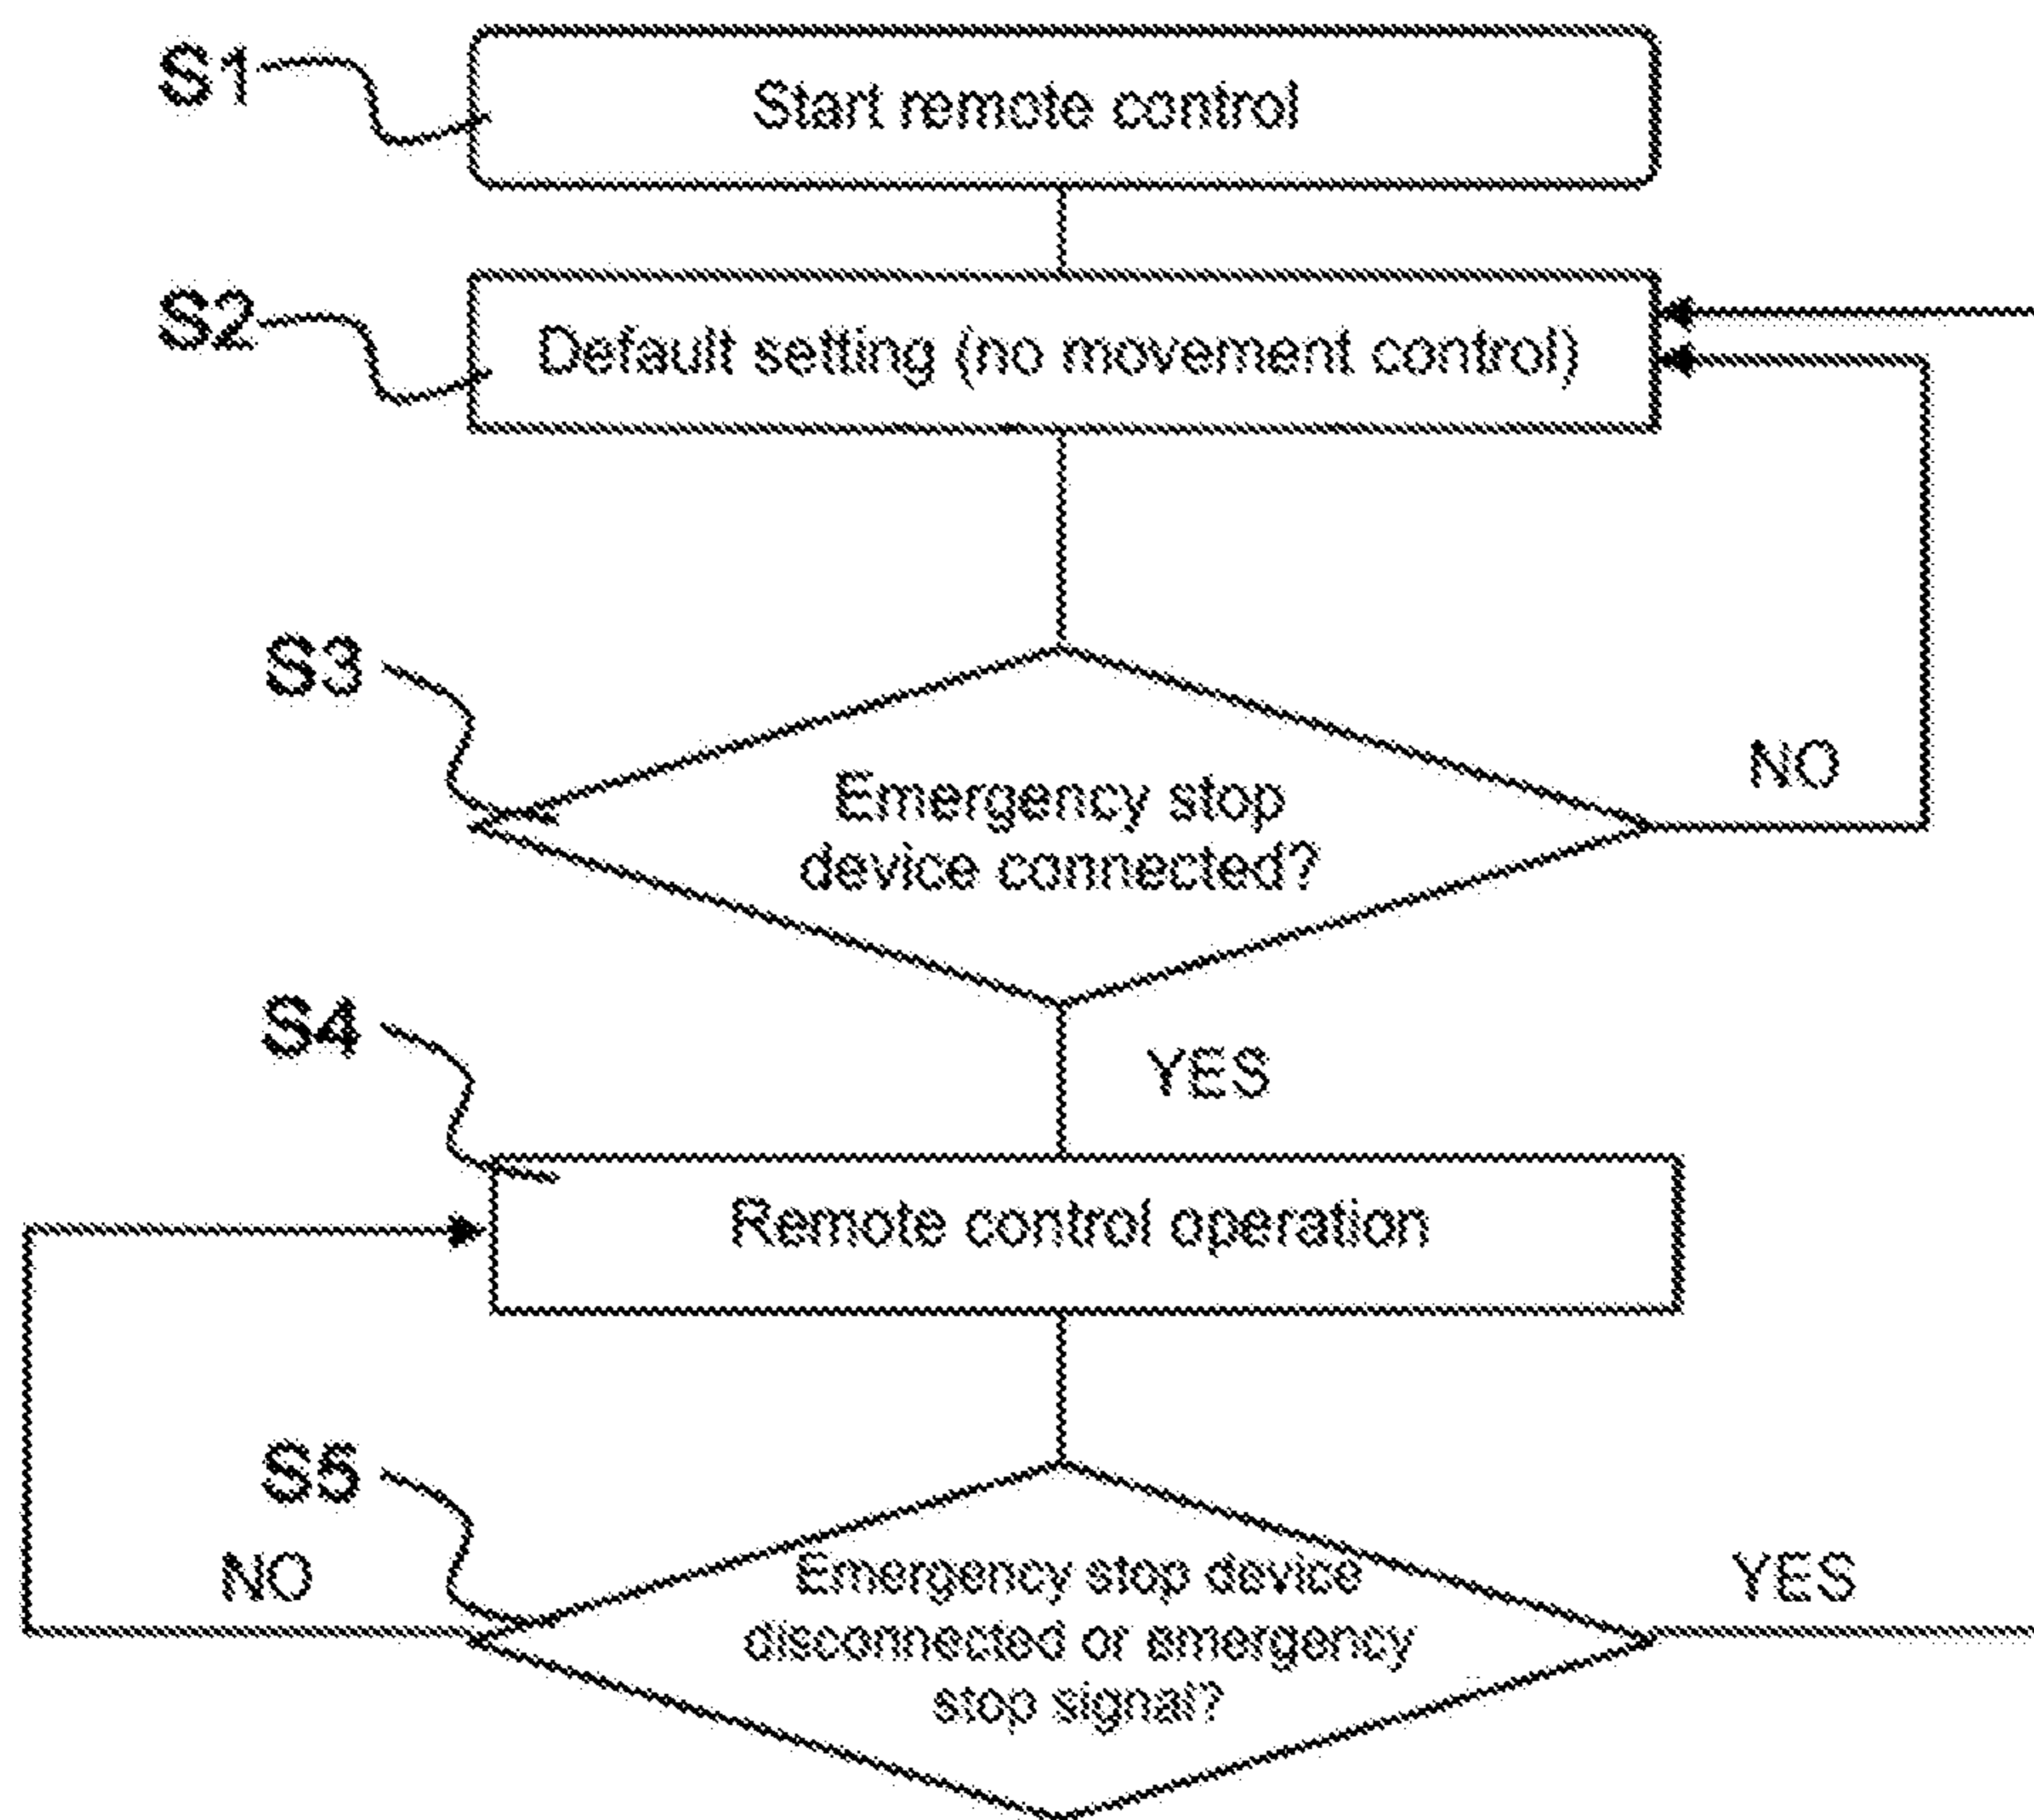 S1
Start remote control
S2
Default setting (no movement control)
S3
Emergency stop
device connected?
NO
S4
YES
Remote control operation
S5
NO
Emergency stop device
disconnected or emergency
stop signal?
YES